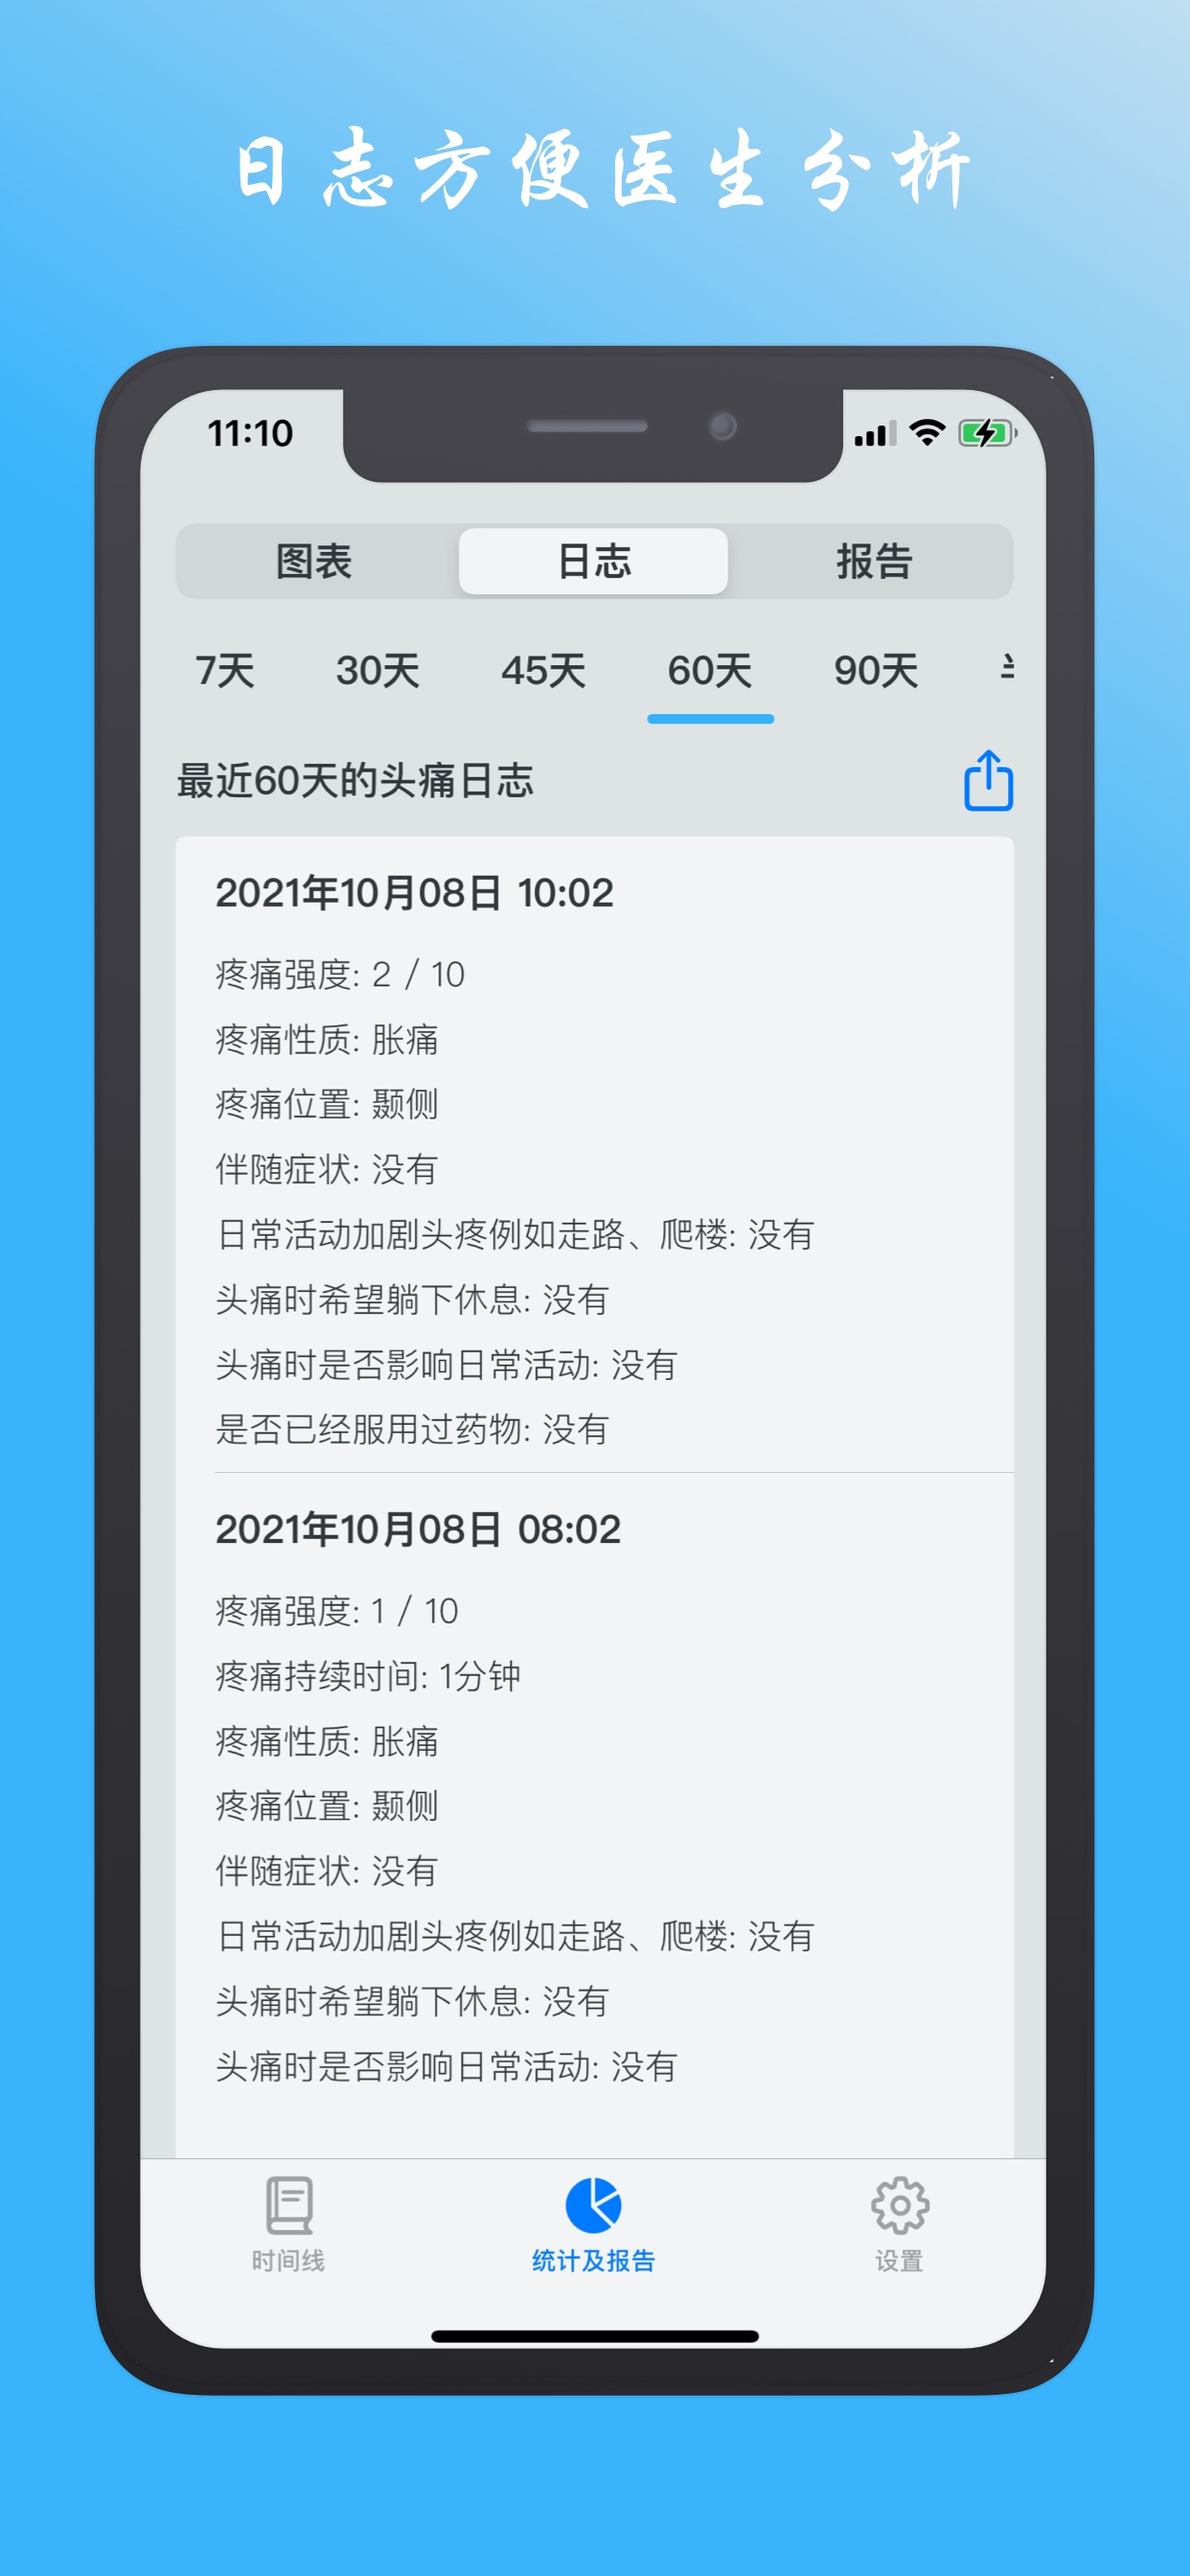 日志方便医生分析
11:10
图表 日志 报告
7天 30天 45天 60天 90天
最近60天的头痛日志
2021年10月08日 10:02
疼痛强度: 2 / 10
疼痛性质: 胀痛
疼痛位置: 颞侧
伴随症状: 没有
日常活动加剧头疼例如走路、爬楼: 没有
头痛时希望躺下休息: 没有
头痛时是否影响日常活动: 没有
是否已经服用过药物: 没有
2021年10月08日 08:02
疼痛强度: 1 / 10
疼痛持续时间: 1分钟
疼痛性质: 胀痛
疼痛位置: 颞侧
伴随症状: 没有
日常活动加剧头疼例如走路、爬楼: 没有
头痛时希望躺下休息: 没有
头痛时是否影响日常活动: 没有
时间线 统计及报告 设置